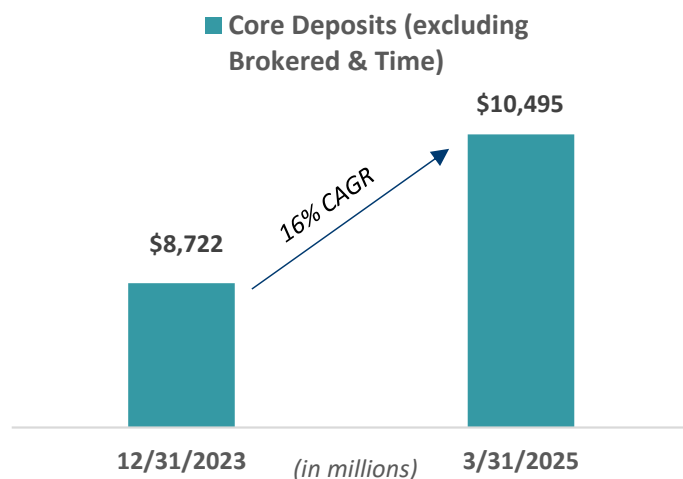 Core Deposits (excluding
Brokered & Time)
$10,495
16% CAGR
$8,722
12/31/2023
(in millions)
3/31/2025